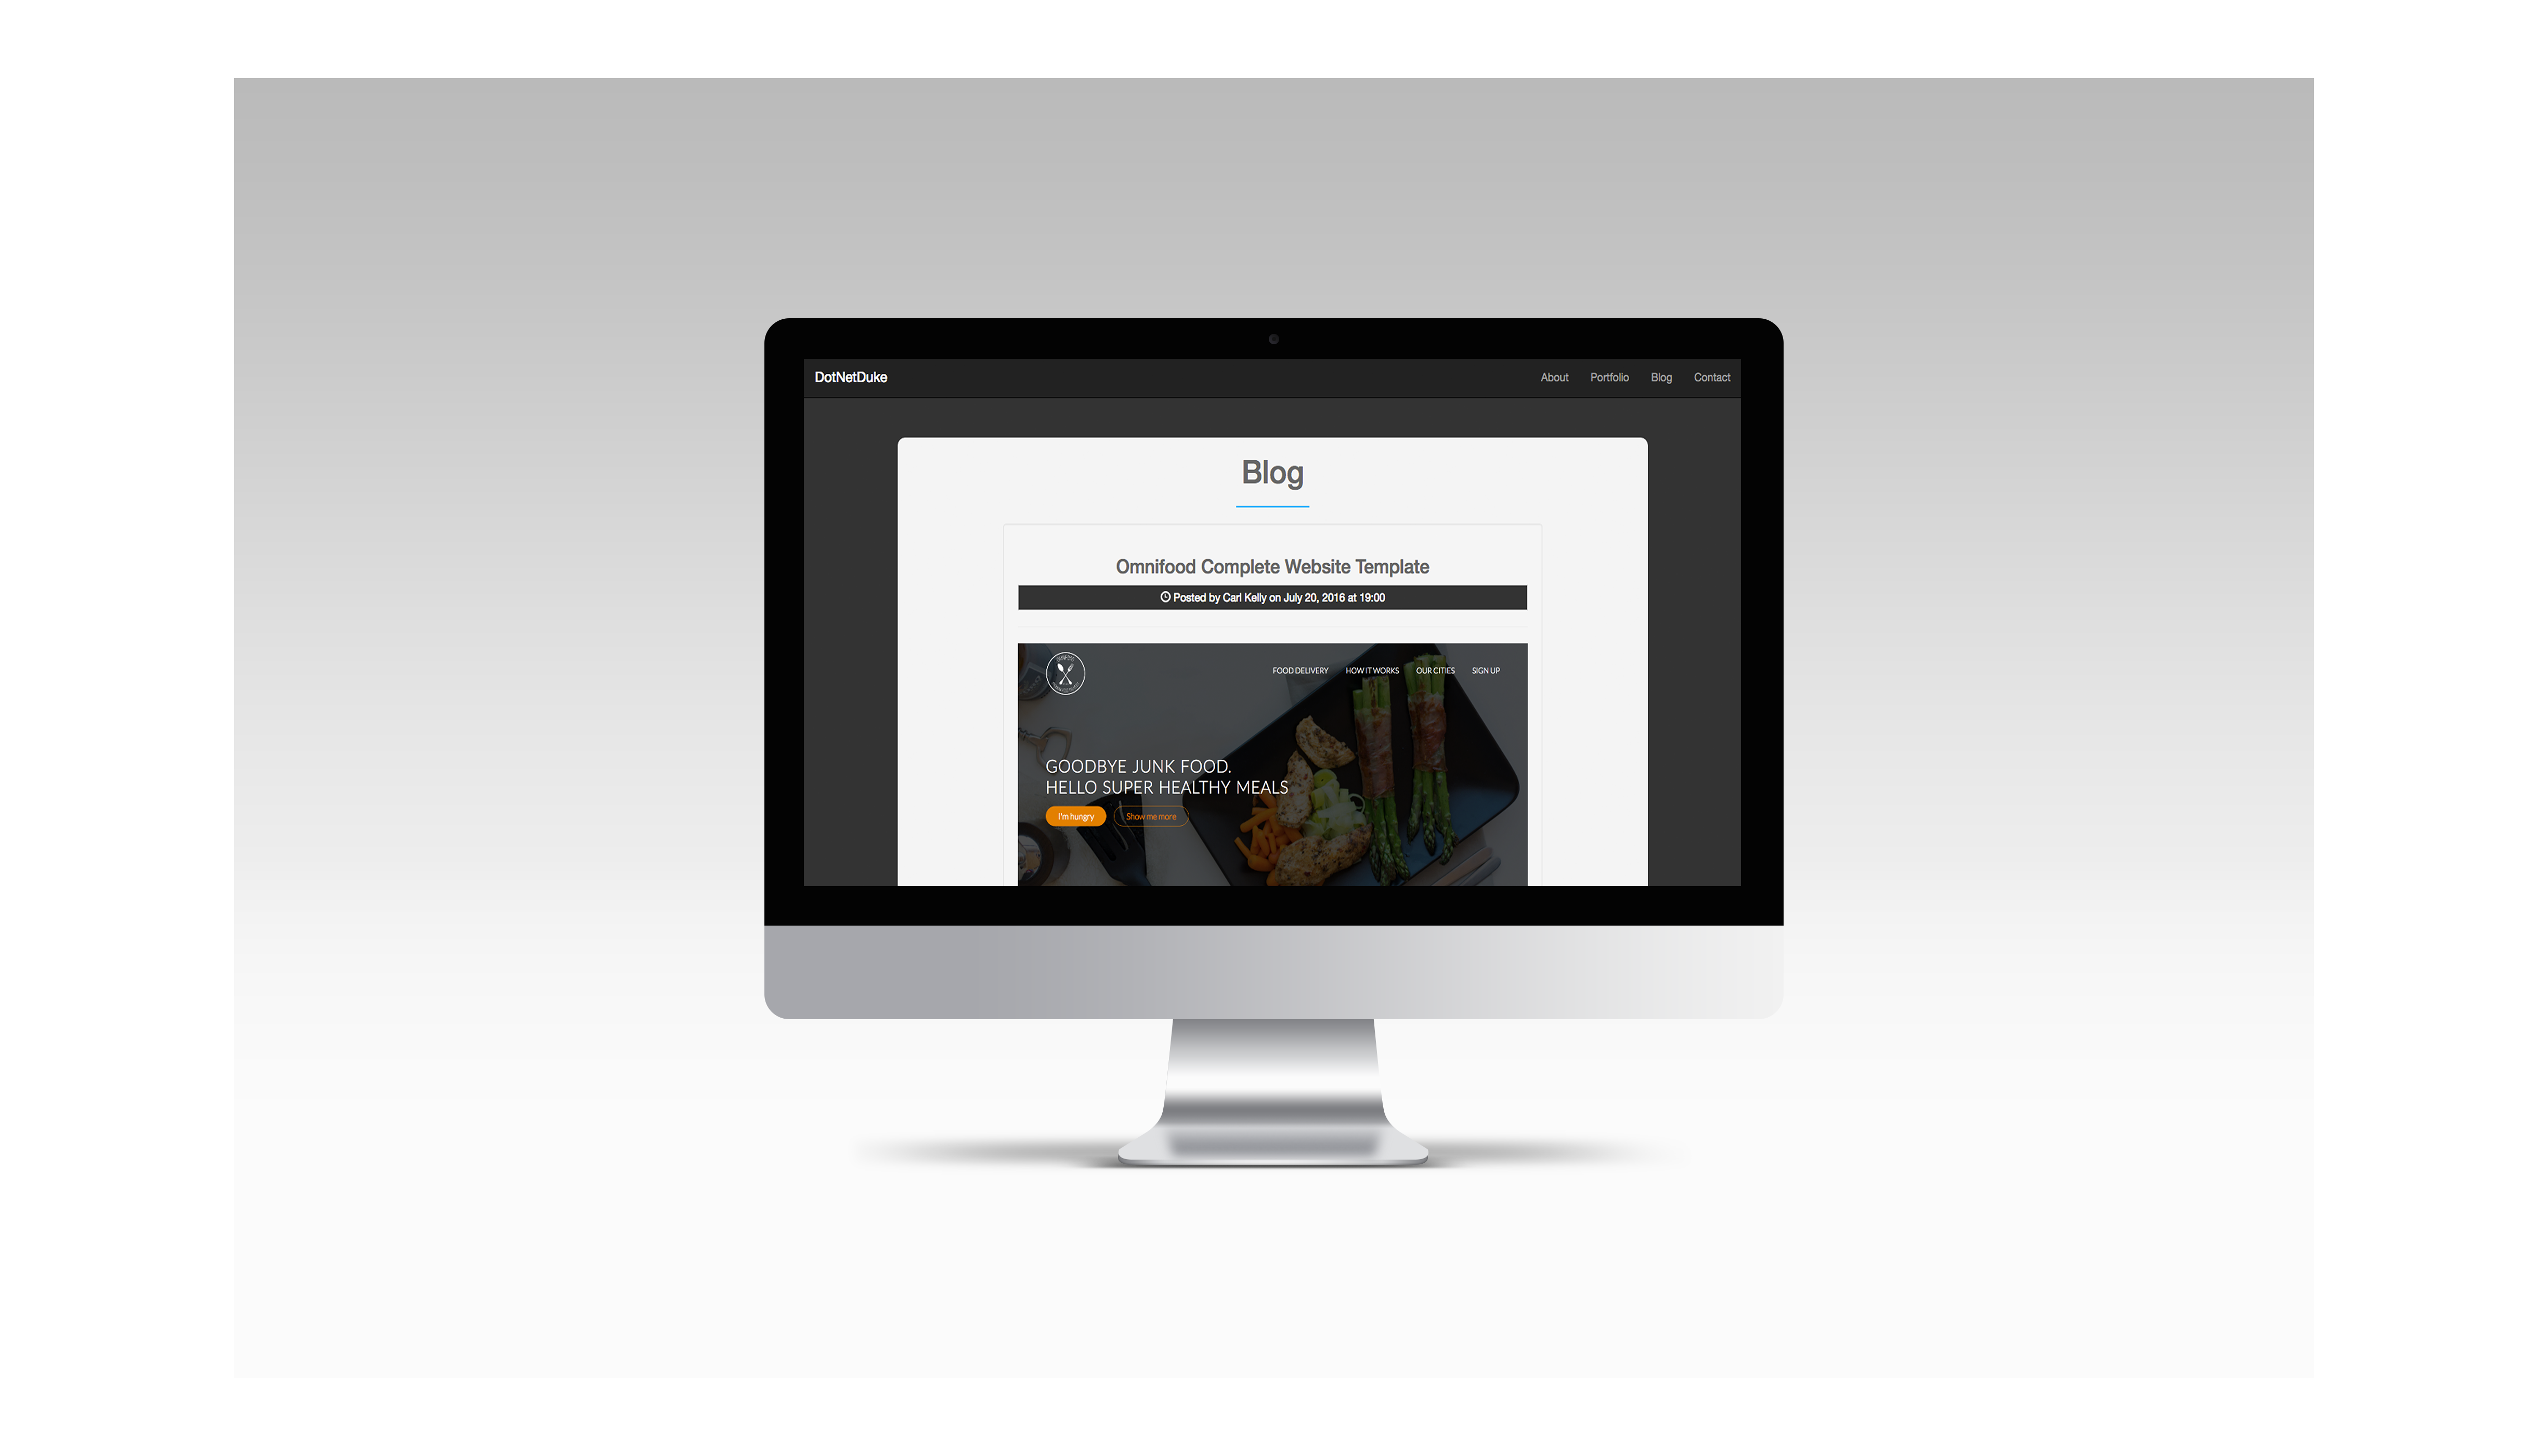 DotNetDuke
About Portfolio Blog Contact
Blog
Omnifood Complete Website Template
Posted by Carl Kelly on July 20, 2016 at 19:00
FOOD DELIVERY HOW IT WORKS OUR CITIES SIGN UP
GOODBYE JUNK FOOD.
HELLO SUPER HEALTHY MEALS
I'm hungry Show me more